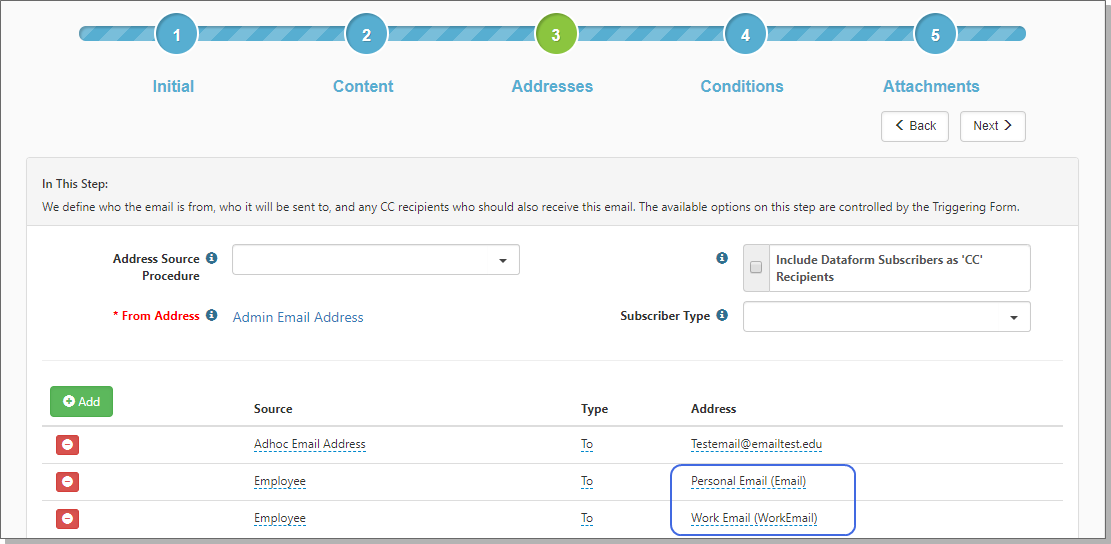 1 2 3 4 5
Initial Content Addresses Conditions Attachments
Back Next
In This Step:
We define who the email is from, who it will be sent to, and any CC recipients who should also receive this email. The available options on this step are controlled by the Triggering Form.
Address Source
Procedure
Include Dataform Subscribers as 'CC'
Recipients
* From Address Admin Email Address Subscriber Type
Add
Source Type Address
Adhoc Email Address To Testemail@emailtest.edu
Employee To Personal Email (Email)
Employee To Work Email (WorkEmail)